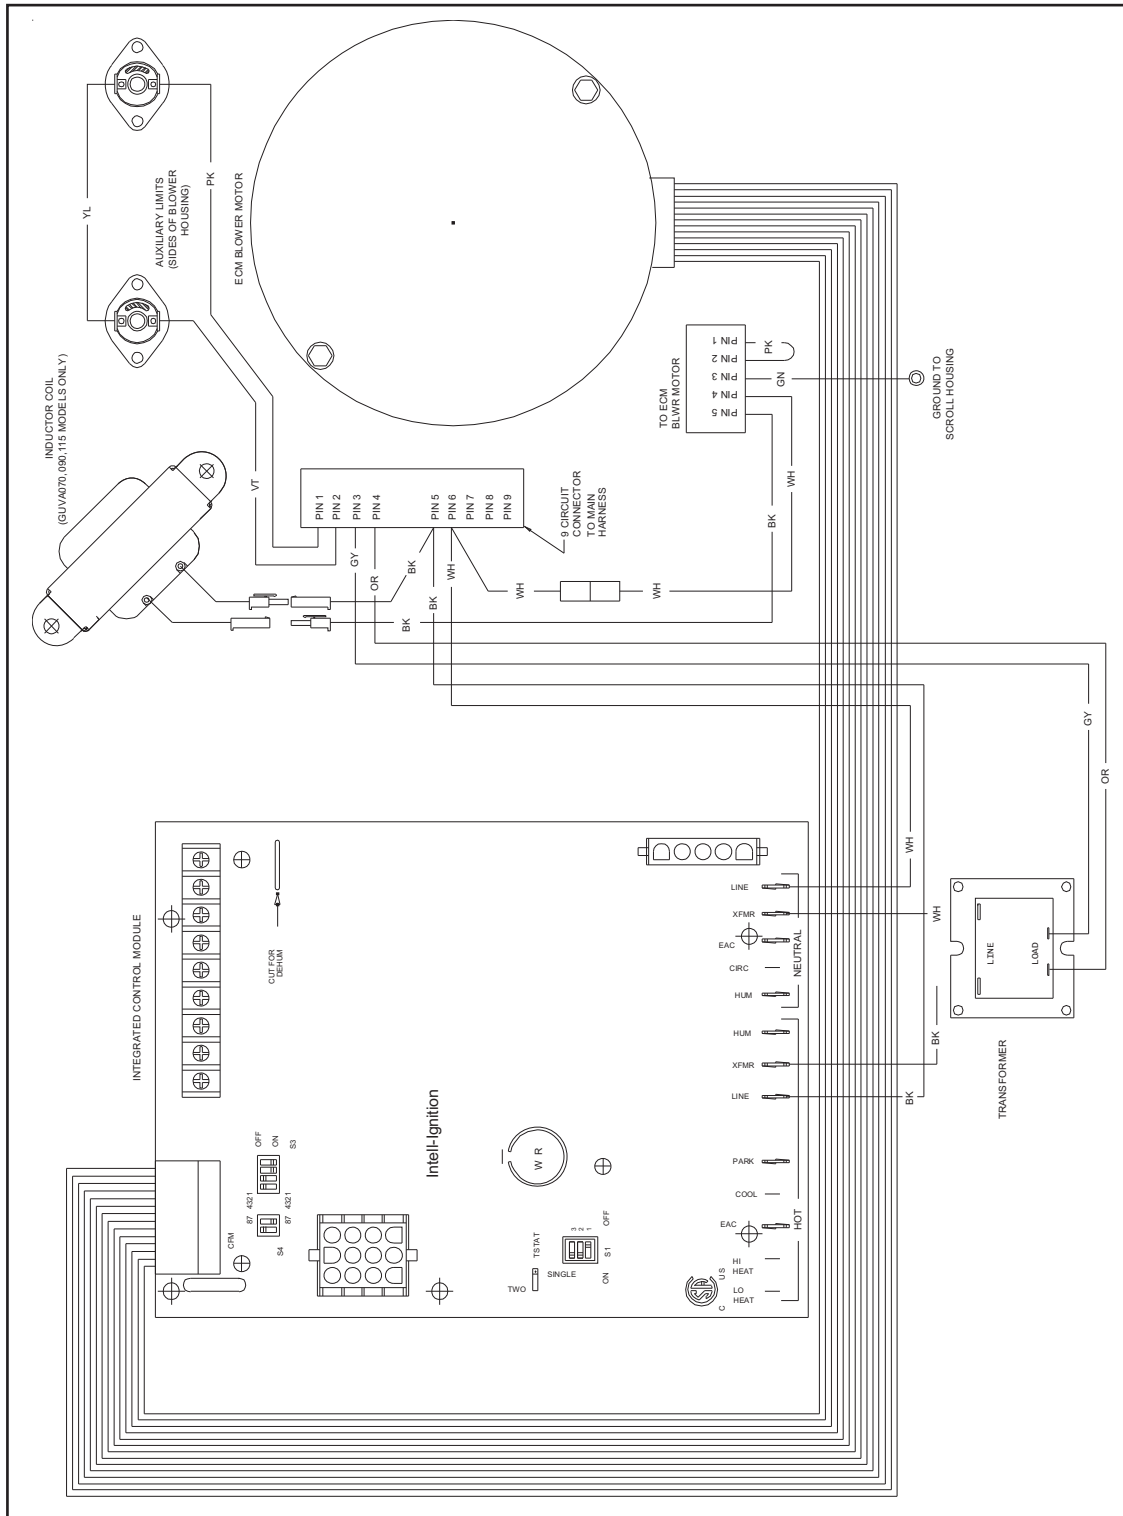 YL
PK
AUXILIARY LIMITS
(SIDES OF BLOWER
HOUSING)
ECM BLOWER MOTOR
INDUCTOR COIL
(GUVA070,090,115 MODELS ONLY)
VT
PIN 1
PIN 2
PIN 3
PIN 4
PIN 5
PIN 6
PIN 7
PIN 8
PIN 9
9 CIRCUIT
CONNECTOR
TO MAIN
HARNESS
GY
OR
BK
BK
WH
BK
WH
WH
BK
WH
TO ECM
BLWR MOTOR
PIN 1
PIN 2
PIN 3
PIN 4
PIN 5
PK
GN
GROUND TO
SCROLL HOUSING
GY
OR
INTEGRATED CONTROL MODULE
CUT FOR
DEHUM
LINE
XFMR
EAC
CIRC
HUM
NEUTRAL
HUM
XFMR
LINE
PARK
COOL
EAC
HI
HEAT
LO
HEAT
HOT
WH
WH
BK
BK
LINE
LOAD
TRANSFORMER
Intell-Ignition
W R
OFF
ON
S3
4321
4321
87
87
S4
CFM
TWO
TSTAT
SINGLE
3
2
1
OFF
ON
S1
C
US